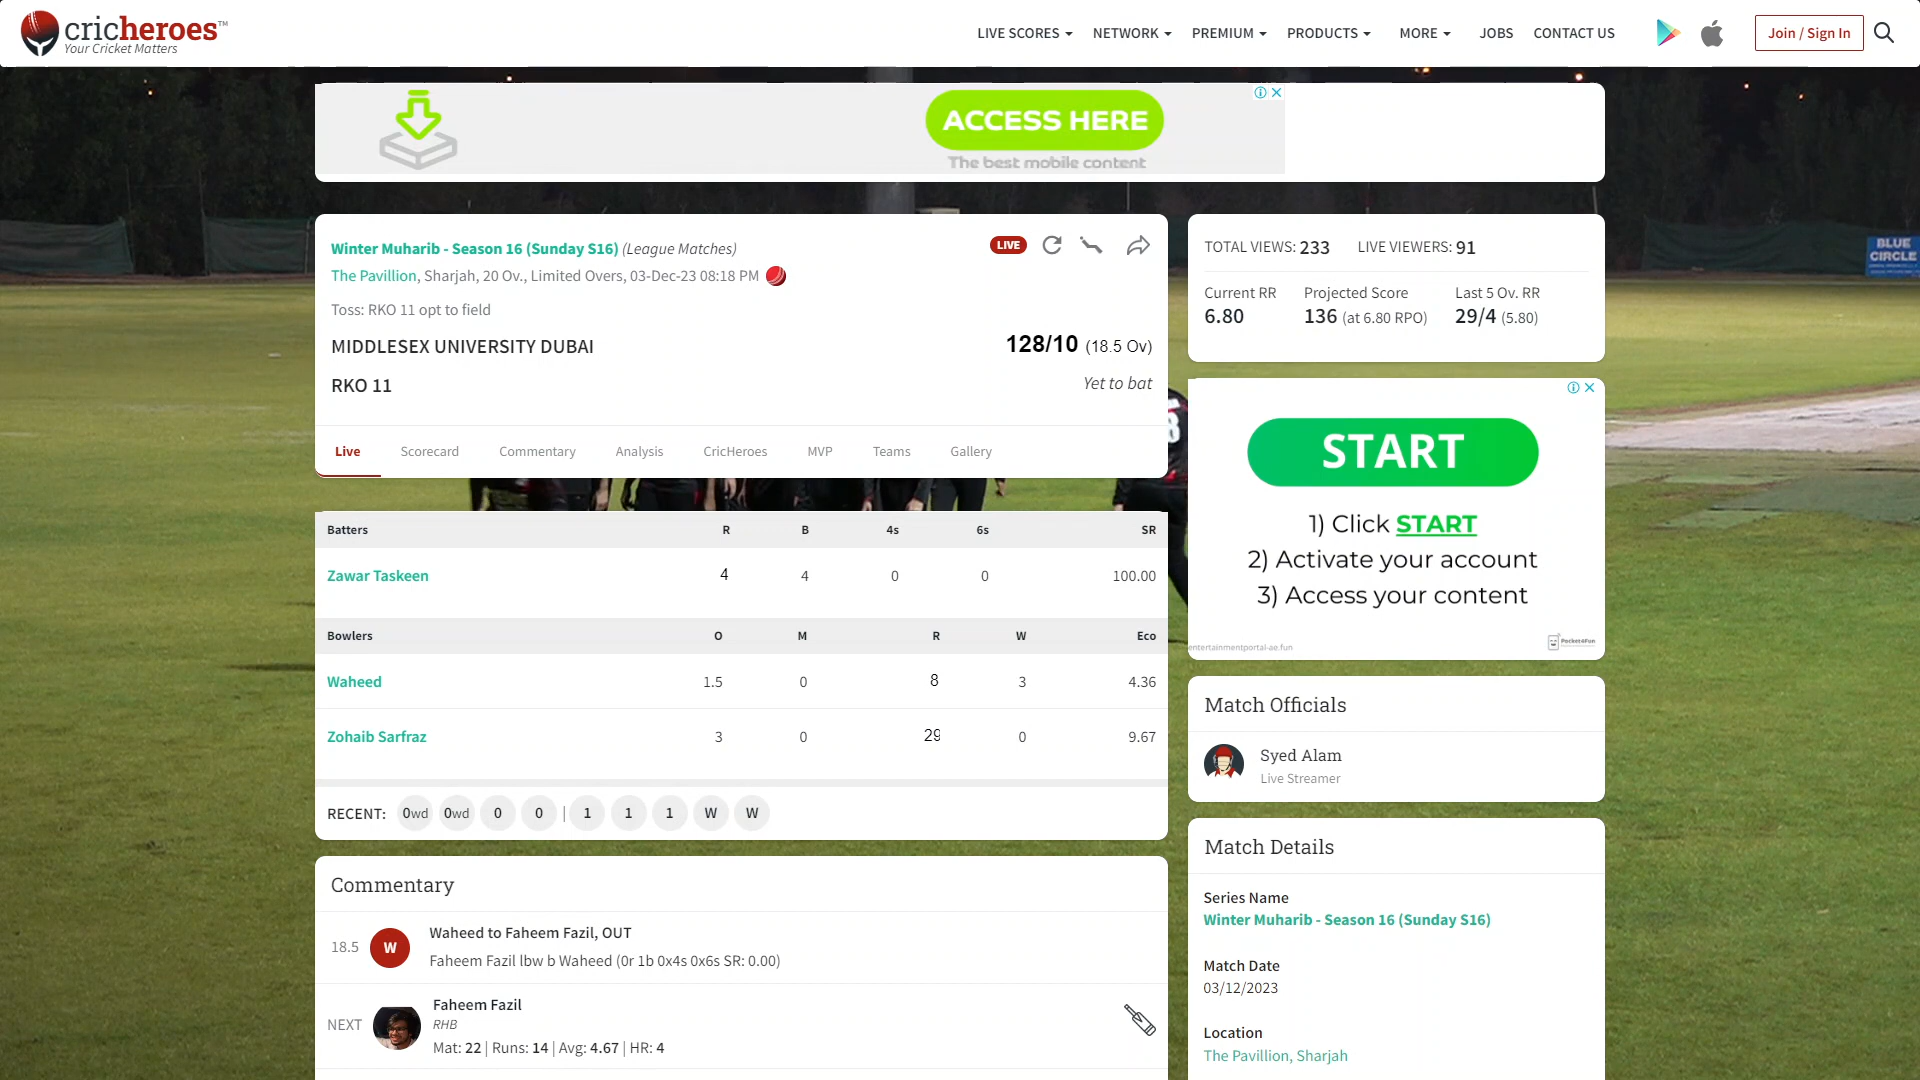 cricheroes™
Your Cricket Matters
LIVE SCORES NETWORK PREMIUM PRODUCTS MORE JOBS CONTACT US Join / Sign In
ACCESS HERE
The best mobile content
Winter Muharib - Season 16 (Sunday S16) (League Matches)
LIVE
The Pavillion, Sharjah, 20 Ov., Limited Overs, 03-Dec-23 08:18 PM
Toss: RKO 11 opt to field
MIDDLESEX UNIVERSITY DUBAI 128/10 (18.5 Ov)
RKO 11 Yet to bat
Live Scorecard Commentary Analysis CricHeroes MVP Teams Gallery
Batters R B 4s 6s SR
Zawar Taskeen 4 4 0 0 100.00
Bowlers O M R W Eco
Waheed 1.5 0 8 3 4.36
Zohaib Sarfraz 3 0 29 0 9.67
RECENT: 0wd 0wd 0 0 | 1 1 1 W W
Commentary
18.5 W Waheed to Faheem Fazil, OUT
Faheem Fazil lbw b Waheed (0r 1b 0x4s 0x6s SR: 0.00)
NEXT Faheem Fazil
RHB
Mat: 22 | Runs: 14 | Avg: 4.67 | HR: 4
TOTAL VIEWS: 233 LIVE VIEWERS: 91
Current RR Projected Score Last 5 Ov. RR
6.80 136 (at 6.80 RPO) 29/4 (5.80)
START
1) Click START
2) Activate your account
3) Access your content
entertainmentportal-ae.fun
Pocket4Fun
Match Officials
Syed Alam
Live Streamer
Match Details
Series Name
Winter Muharib - Season 16 (Sunday S16)
Match Date
03/12/2023
Location
The Pavillion, Sharjah
BLUE
CIRCLE